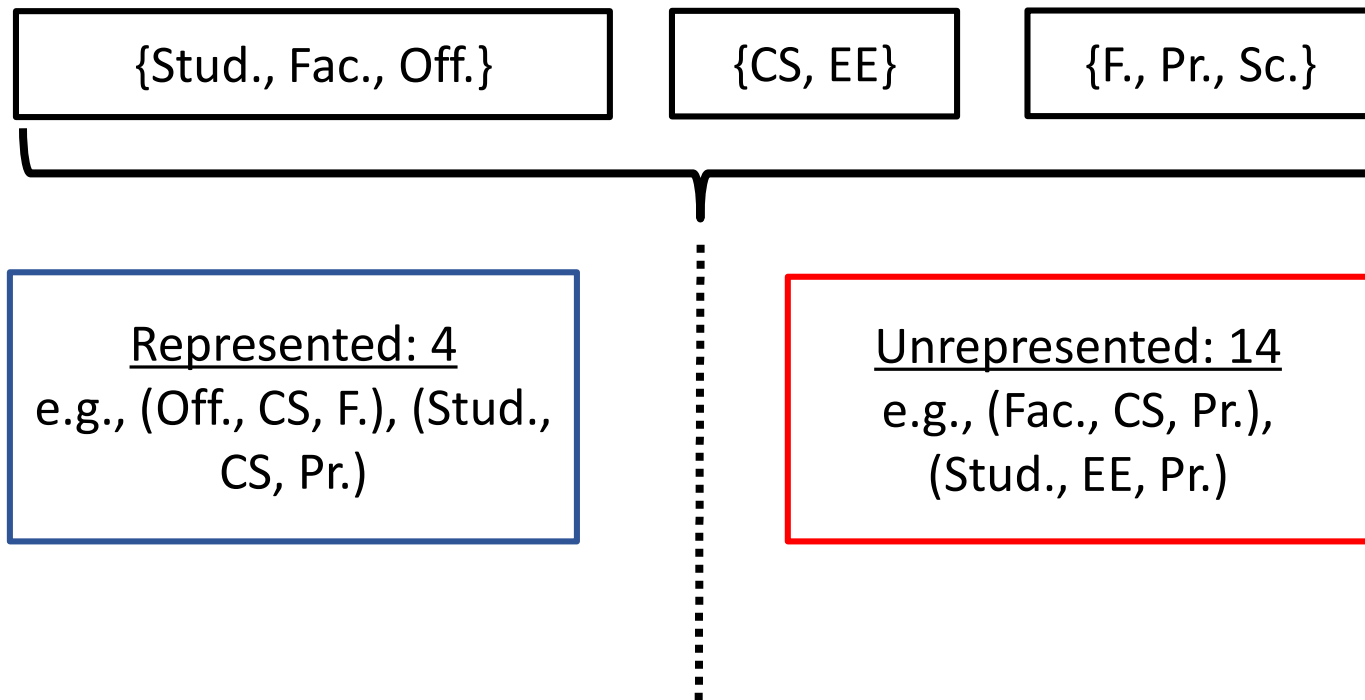 {Stud., Fac., Off.}
{CS, EE}
{F., Pr., Sc.}
Represented: 4
e.g., (Off., CS, F.), (Stud.,
CS, Pr.)
Unrepresented: 14
e.g., (Fac., CS, Pr.),
(Stud., EE, Pr.)